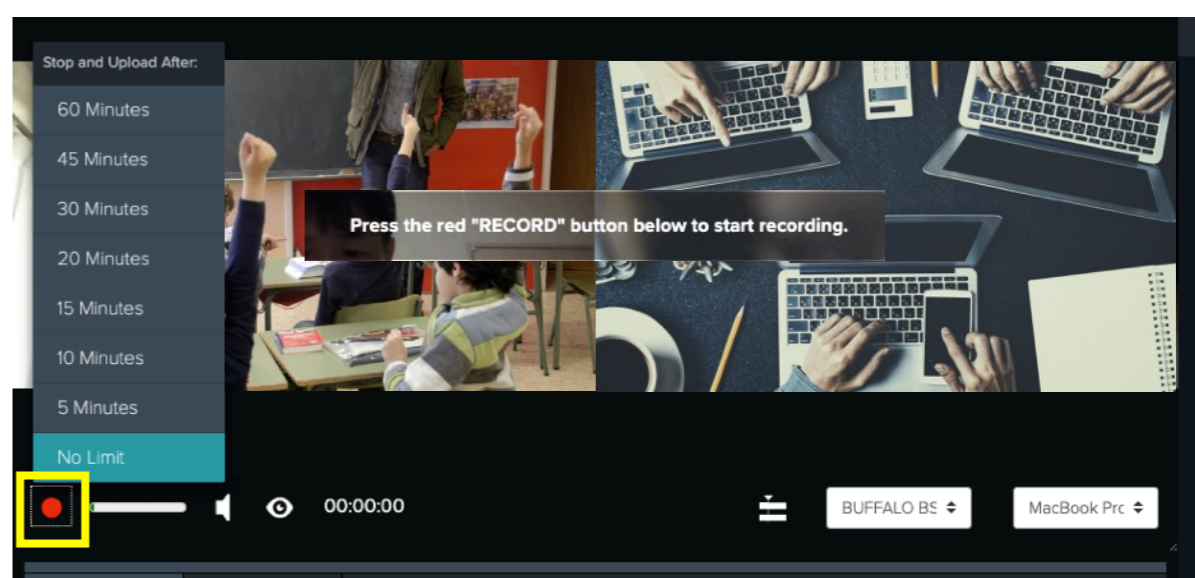 Stop and Upload After:
60 Minutes
45 Minutes
30 Minutes
20 Minutes
15 Minutes
10 Minutes
5 Minutes
No Limit
Press the red "RECORD" button below to start recording.
00:00:00
BUFFALO BS
MacBook Prc